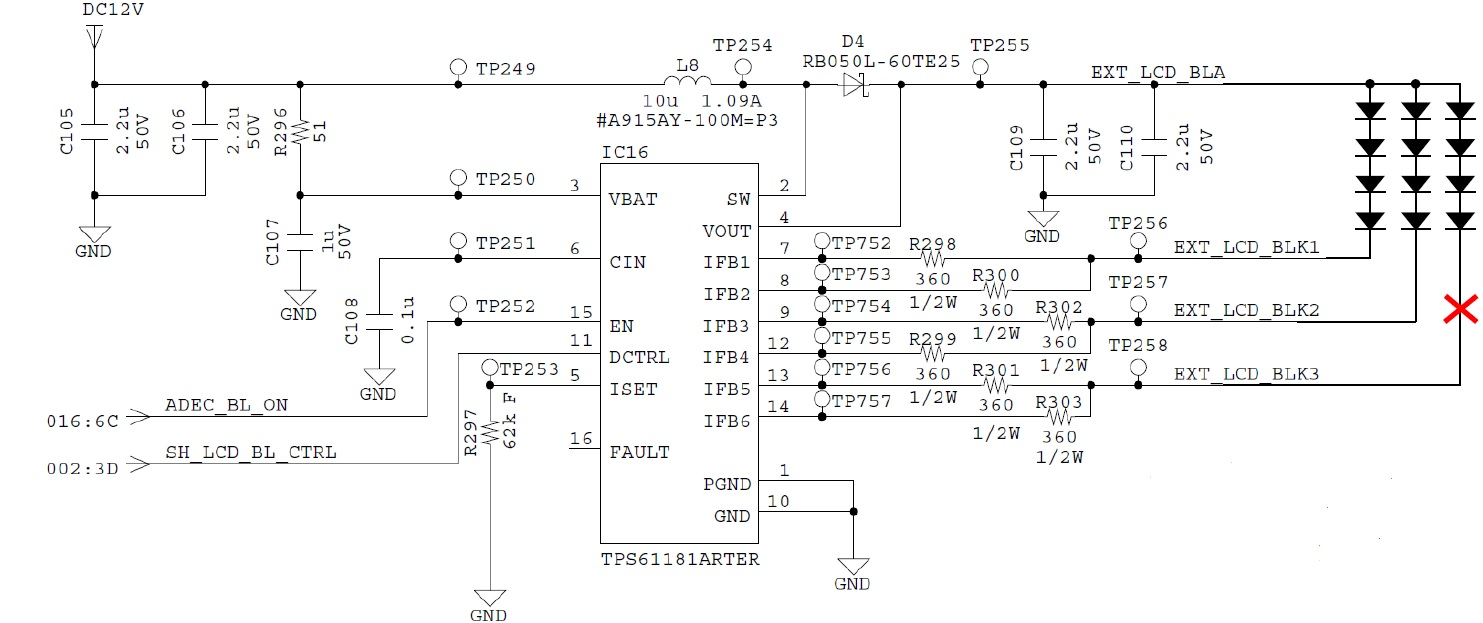 DC12V
TP249
L8
10u 1.09A
#A915AY-100M=P3
TP254
D4
RB050L-60TE25
TP255
EXT_LCD_BLA
C105
2.2u
50V
C106
2.2u
50V
R296
51
C109
2.2u
50V
C110
2.2u
50V
GND
GND
IC16
TP250
3
VBAT
SW
2
VOUT
4
C107
1u
50V
GND
TP251
6
CIN
IFB1
7
TP752
R298
360
1/2W
TP256
EXT_LCD_BLK1
IFB2
8
TP753
R300
360
1/2W
C108
0.1u
GND
TP252
15
EN
IFB3
9
TP754
R302
360
1/2W
TP257
EXT_LCD_BLK2
11
DCTRL
IFB4
12
TP755
R299
360
1/2W
TP253
5
ISET
IFB5
13
TP756
R301
360
1/2W
TP258
EXT_LCD_BLK3
IFB6
14
TP757
R303
360
1/2W
R297
62k F
GND
016:6C
ADEC_BL_ON
002:3D
SH_LCD_BL_CTRL
16
FAULT
PGND
1
GND
10
GND
TPS61181ARTER